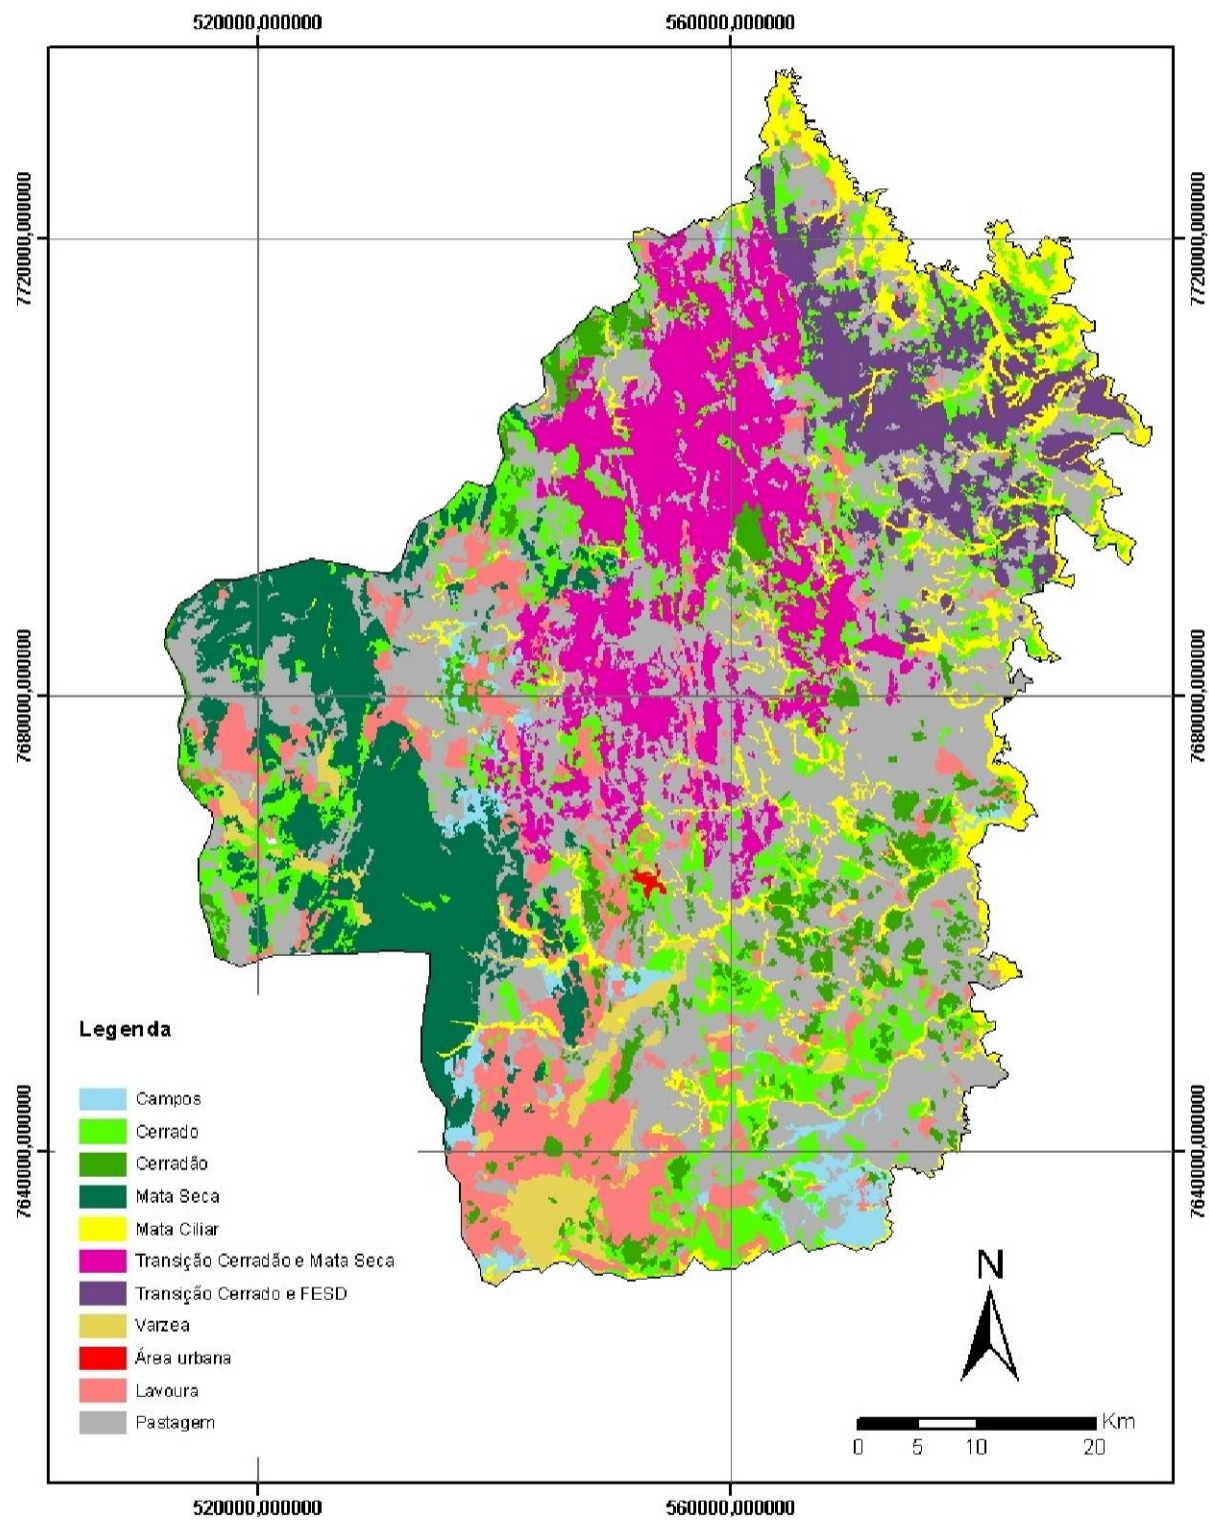 520000,000000
560000,000000
7720000,000000
7720000,000000
7680000,000000
7680000,000000
7640000,000000
7640000,000000
Legenda
Campos
Cerrado
Cerradão
Mata Seca
Mata Ciliar
Transição Cerradão e Mata Seca
Transição Cerrado e FESD
Varzea
Área urbana
Lavoura
Pastagem
N
Km
0 5 10 20
520000,000000
560000,000000